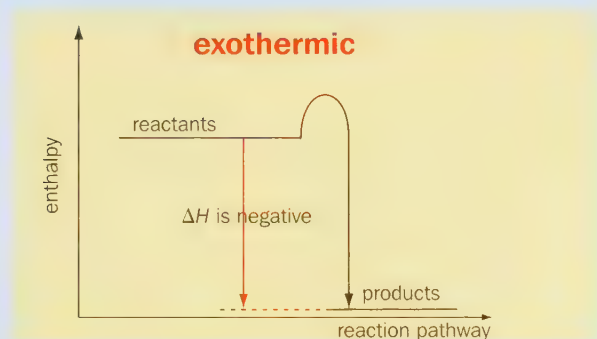 exothermic
reactants
enthalpy
ΔH is negative
products
reaction pathway